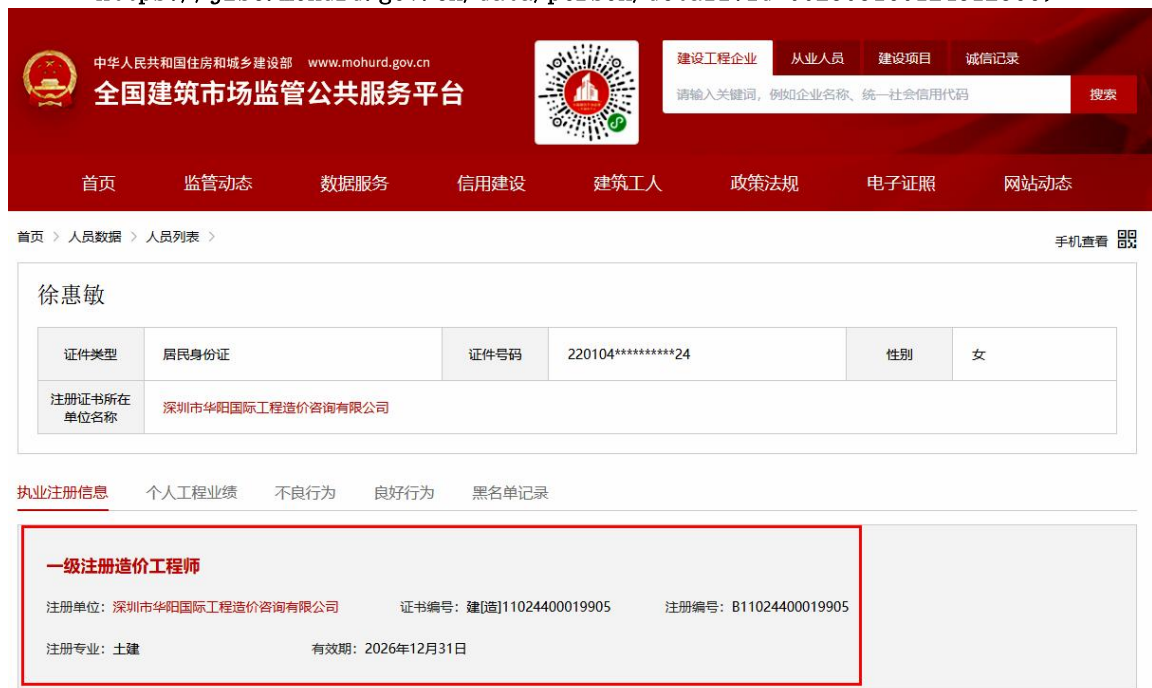 中华人民共和国住房和城乡建设部 www.mohurd.gov.cn
全国建筑市场监管公共服务平台
建设工程企业 从业人员 建设项目 诚信记录
请输入关键词，例如企业名称、统一社会信用代码 搜索
首页 监管动态 数据服务 信用建设 建筑工人 政策法规 电子证照 网站动态
首页 > 人员数据 > 人员列表 >
手机查看
徐惠敏
证件类型 居民身份证 证件号码 220104**********24 性别 女
注册证书所在单位名称 深圳市华阳国际工程造价咨询有限公司
执业注册信息 个人工程业绩 不良行为 良好行为 黑名单记录
一级注册造价工程师
注册单位：深圳市华阳国际工程造价咨询有限公司 证书编号：建[造]11024400019905 注册编号：B11024400019905
注册专业：土建 有效期：2026年12月31日